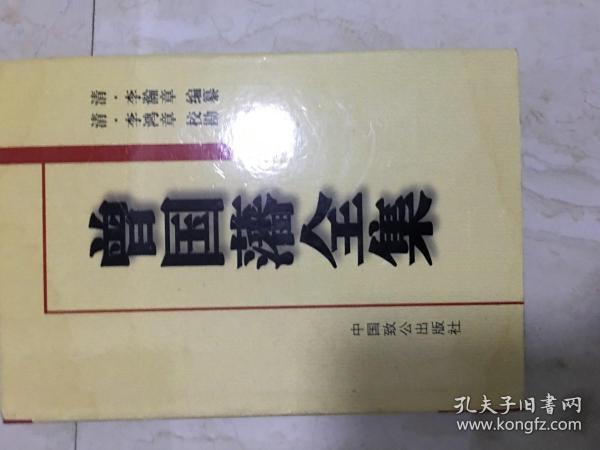 清·李瀚章 编纂
清·李鸿章 校勘
曾国藩全集
中国致公出版社
孔夫子旧书网
www.kongfz.com